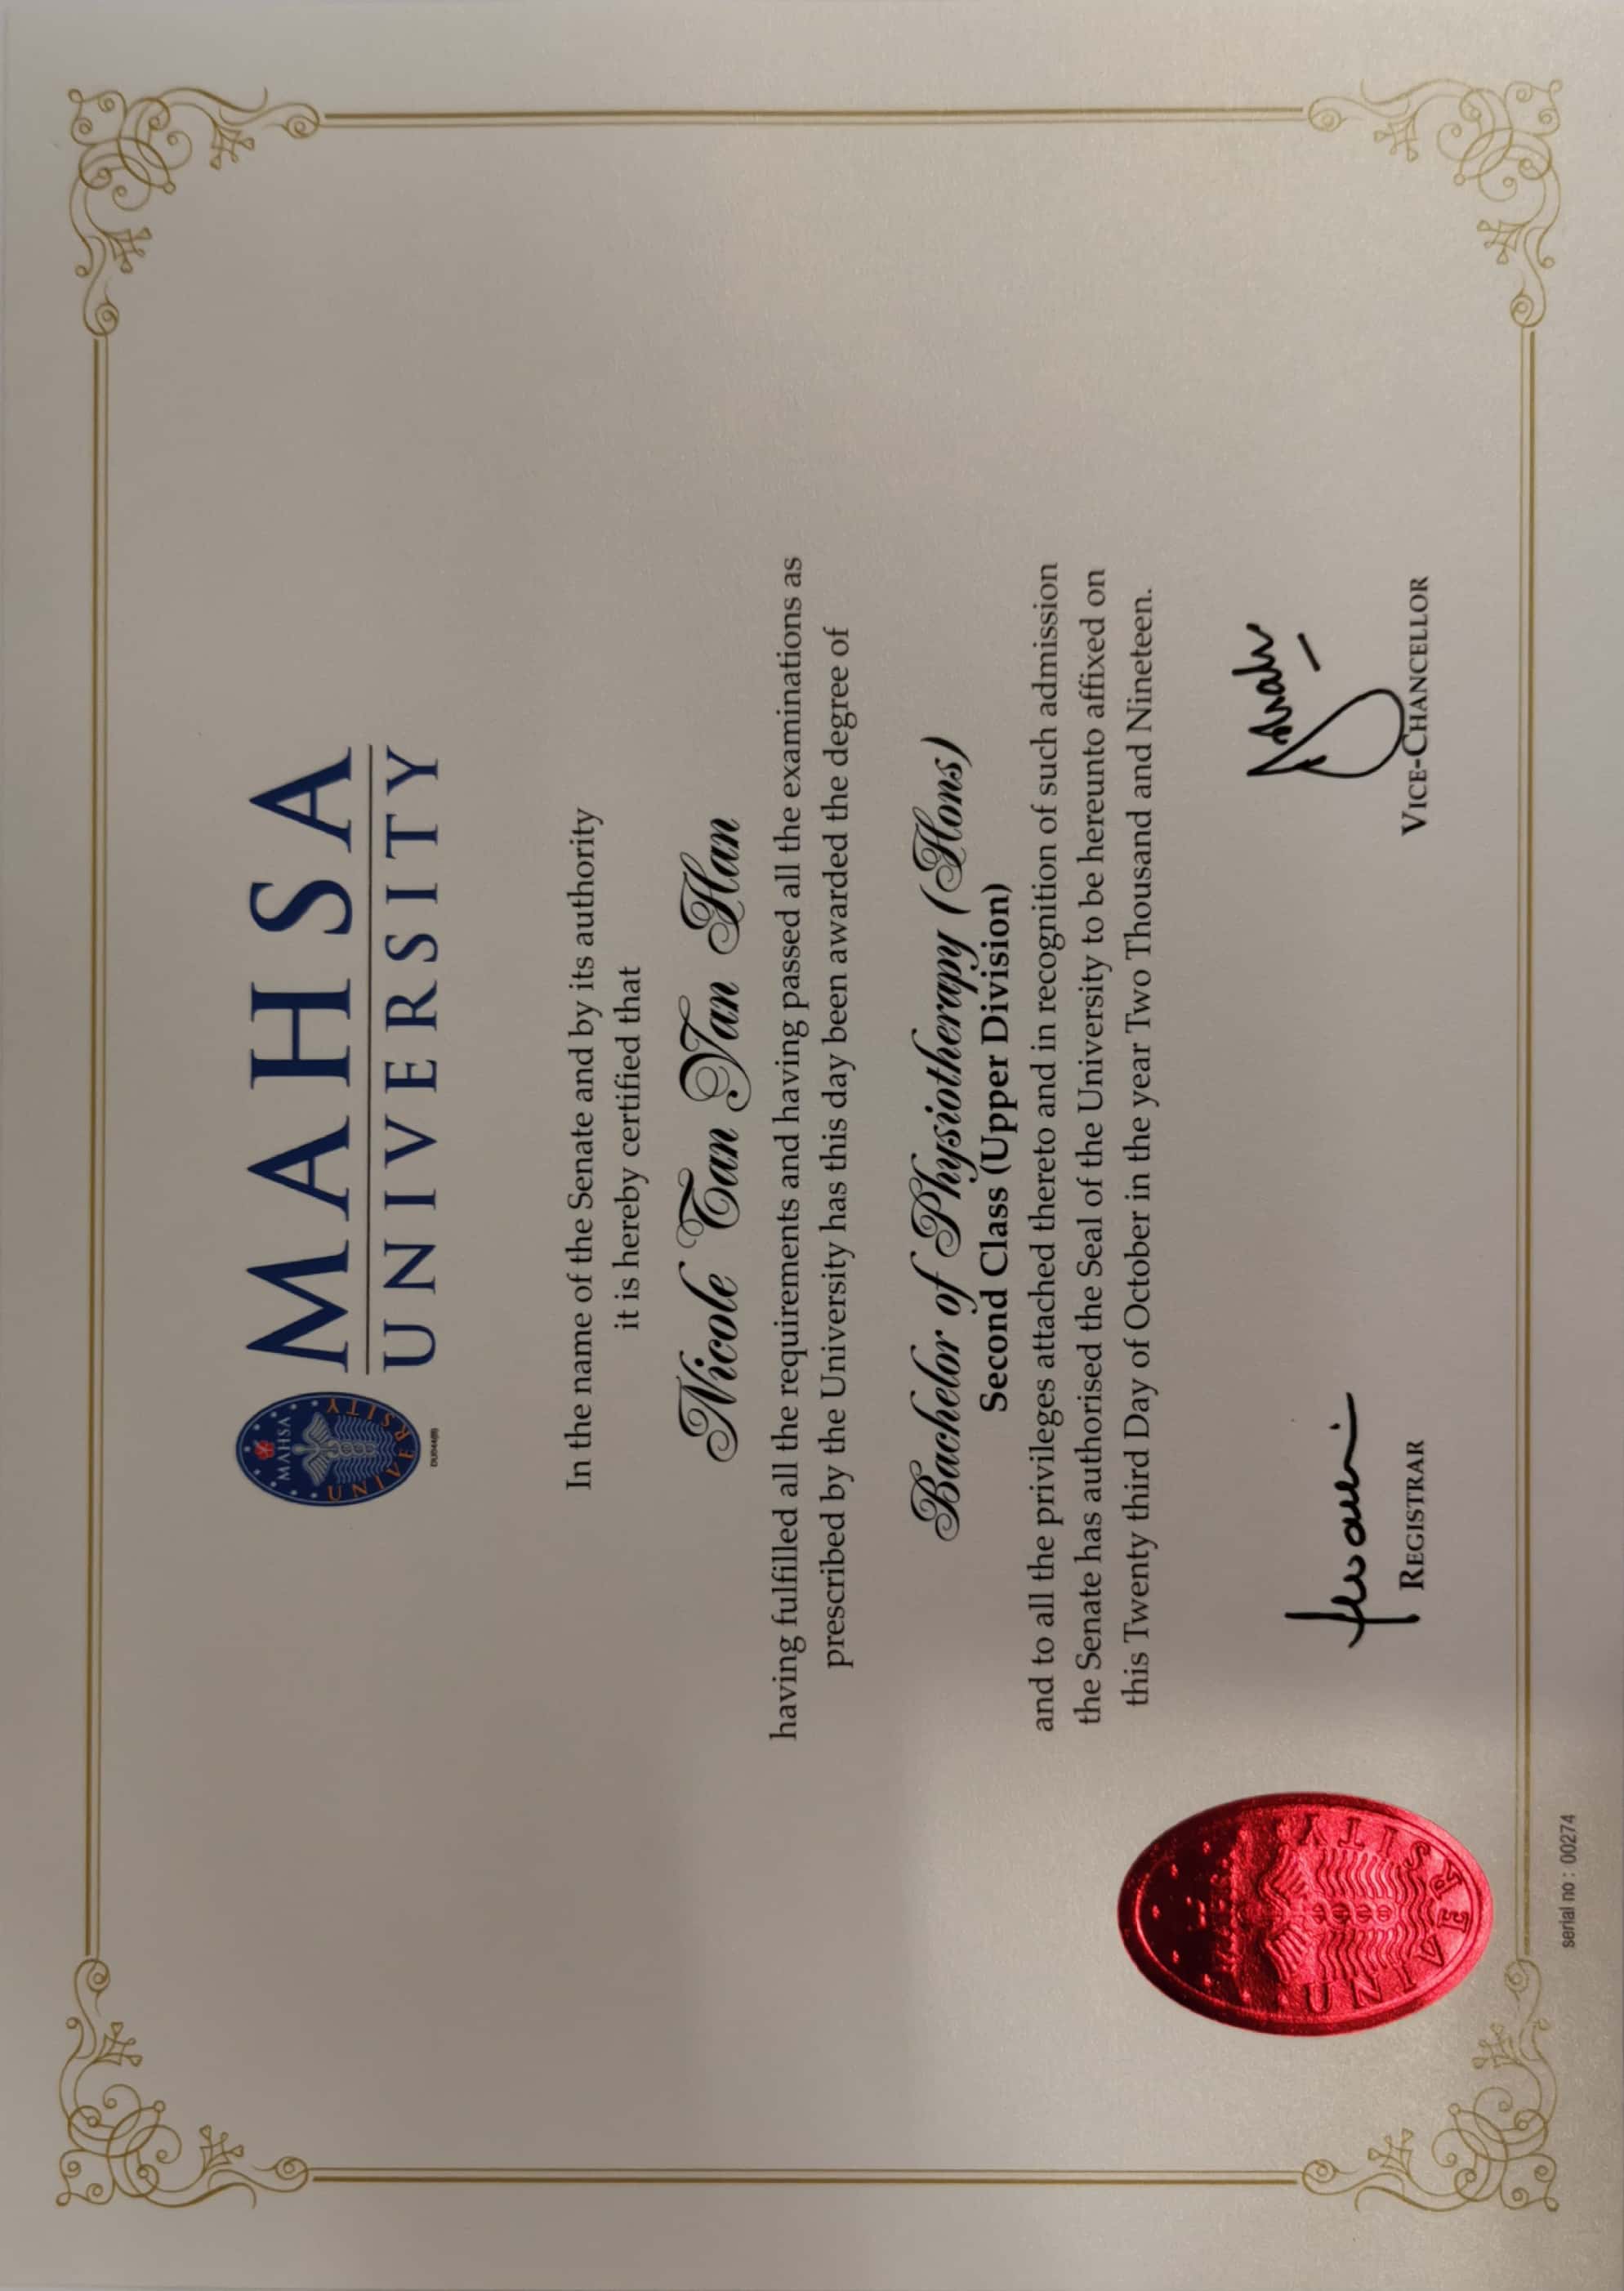 MAHSA
UNIVERSITY
MAHSA
UNIVERSITY
In the name of the Senate and by its authority
it is hereby certified that
Nicole Tan Yan Han
having fulfilled all the requirements and having passed all the examinations as
prescribed by the University has this day been awarded the degree of
Bachelor of Physiotherapy (Hons)
Second Class (Upper Division)
and to all the privileges attached thereto and in recognition of such admission
the Senate has authorised the Seal of the University to be hereunto affixed on
this Twenty third Day of October in the year Two Thousand and Nineteen.
MAHSA
UNIVERSITY
REGISTRAR
VICE-CHANCELLOR
serial no : 00274